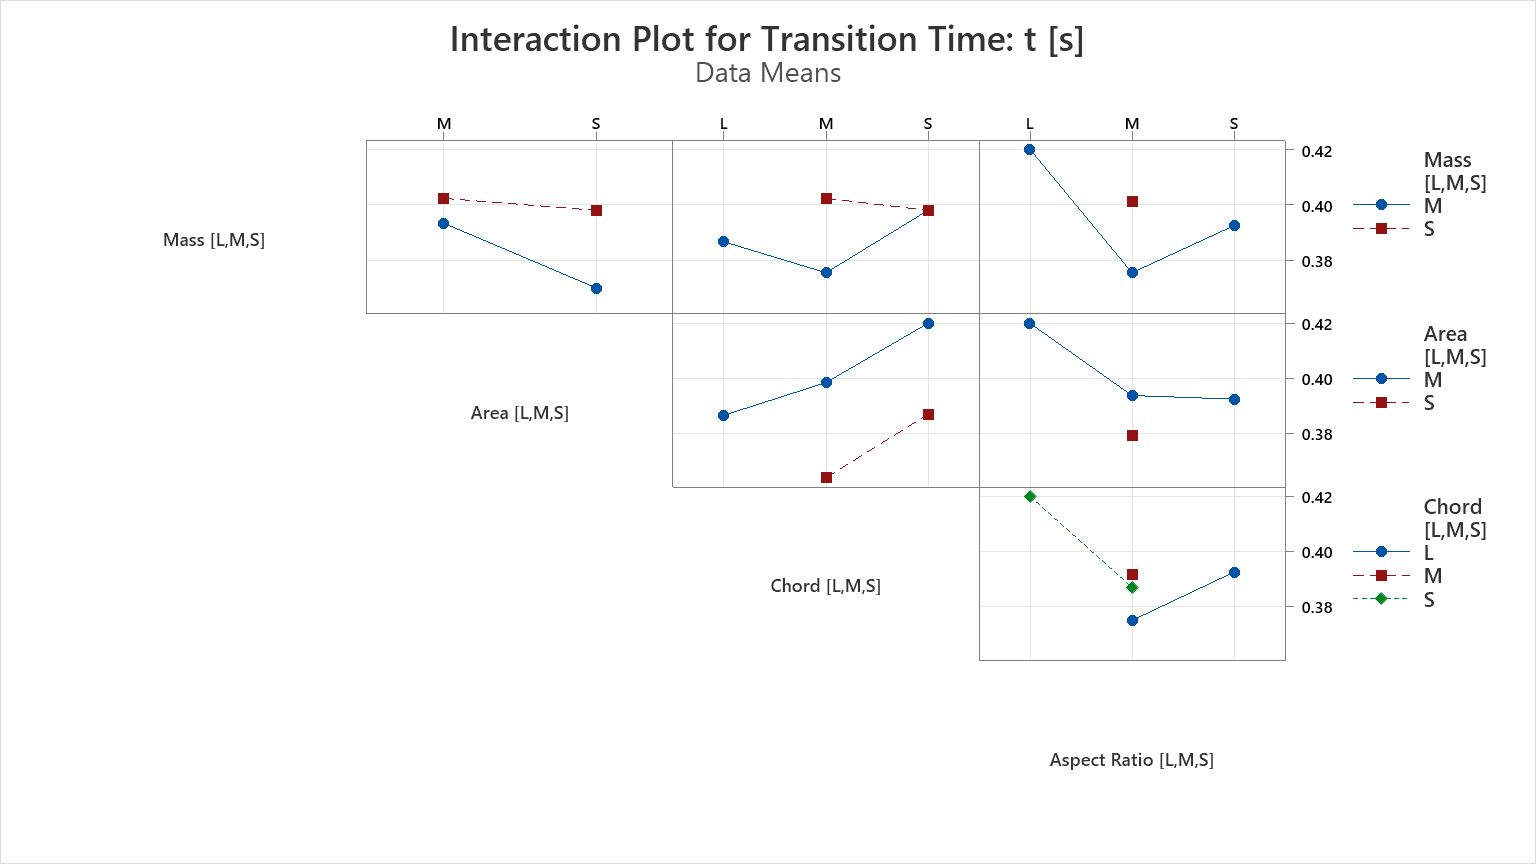 Interaction Plot for Transition Time: t [s]
Data Means
M S L M S L M S
0.42
0.40
0.38
Mass
[L,M,S]
M
S
Mass [L,M,S]
0.42
0.40
0.38
Area
[L,M,S]
M
S
Area [L,M,S]
0.42
0.40
0.38
Chord
[L,M,S]
L
M
S
Chord [L,M,S]
Aspect Ratio [L,M,S]